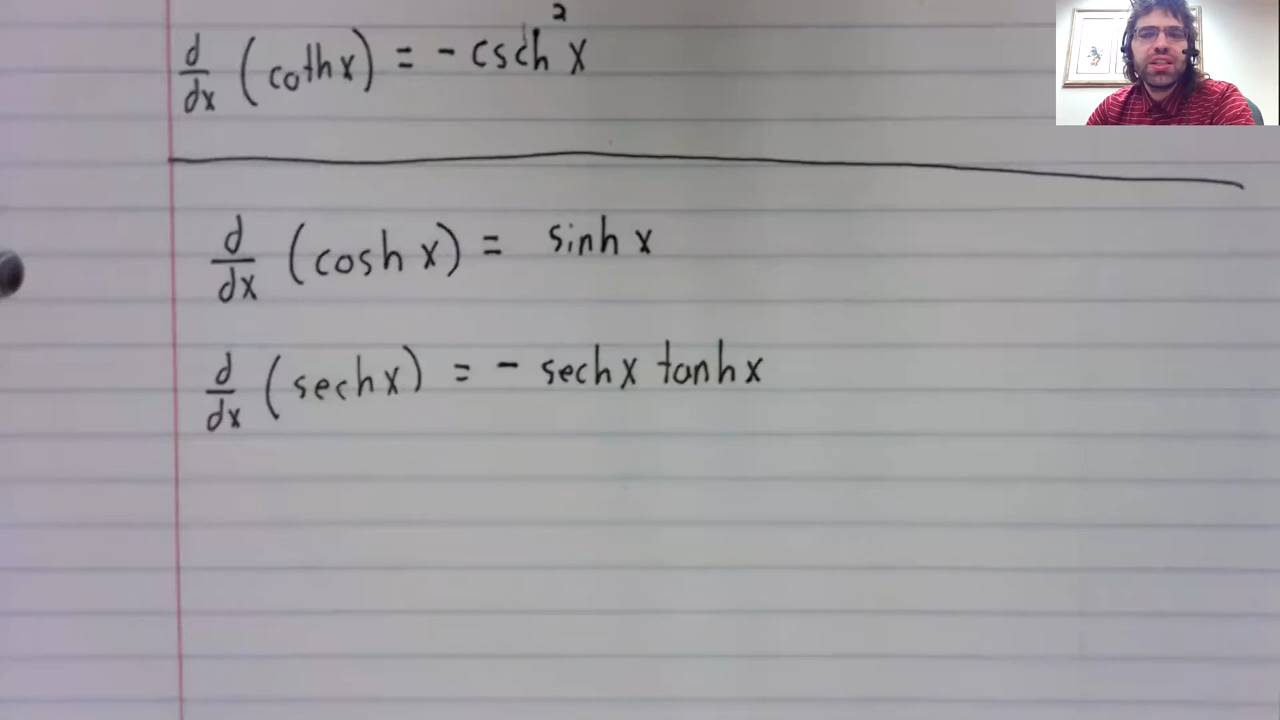 d/dx (coth x) = - csch² x
d/dx (cosh x) = sinh x
d/dx (sech x) = - sech x tanh x